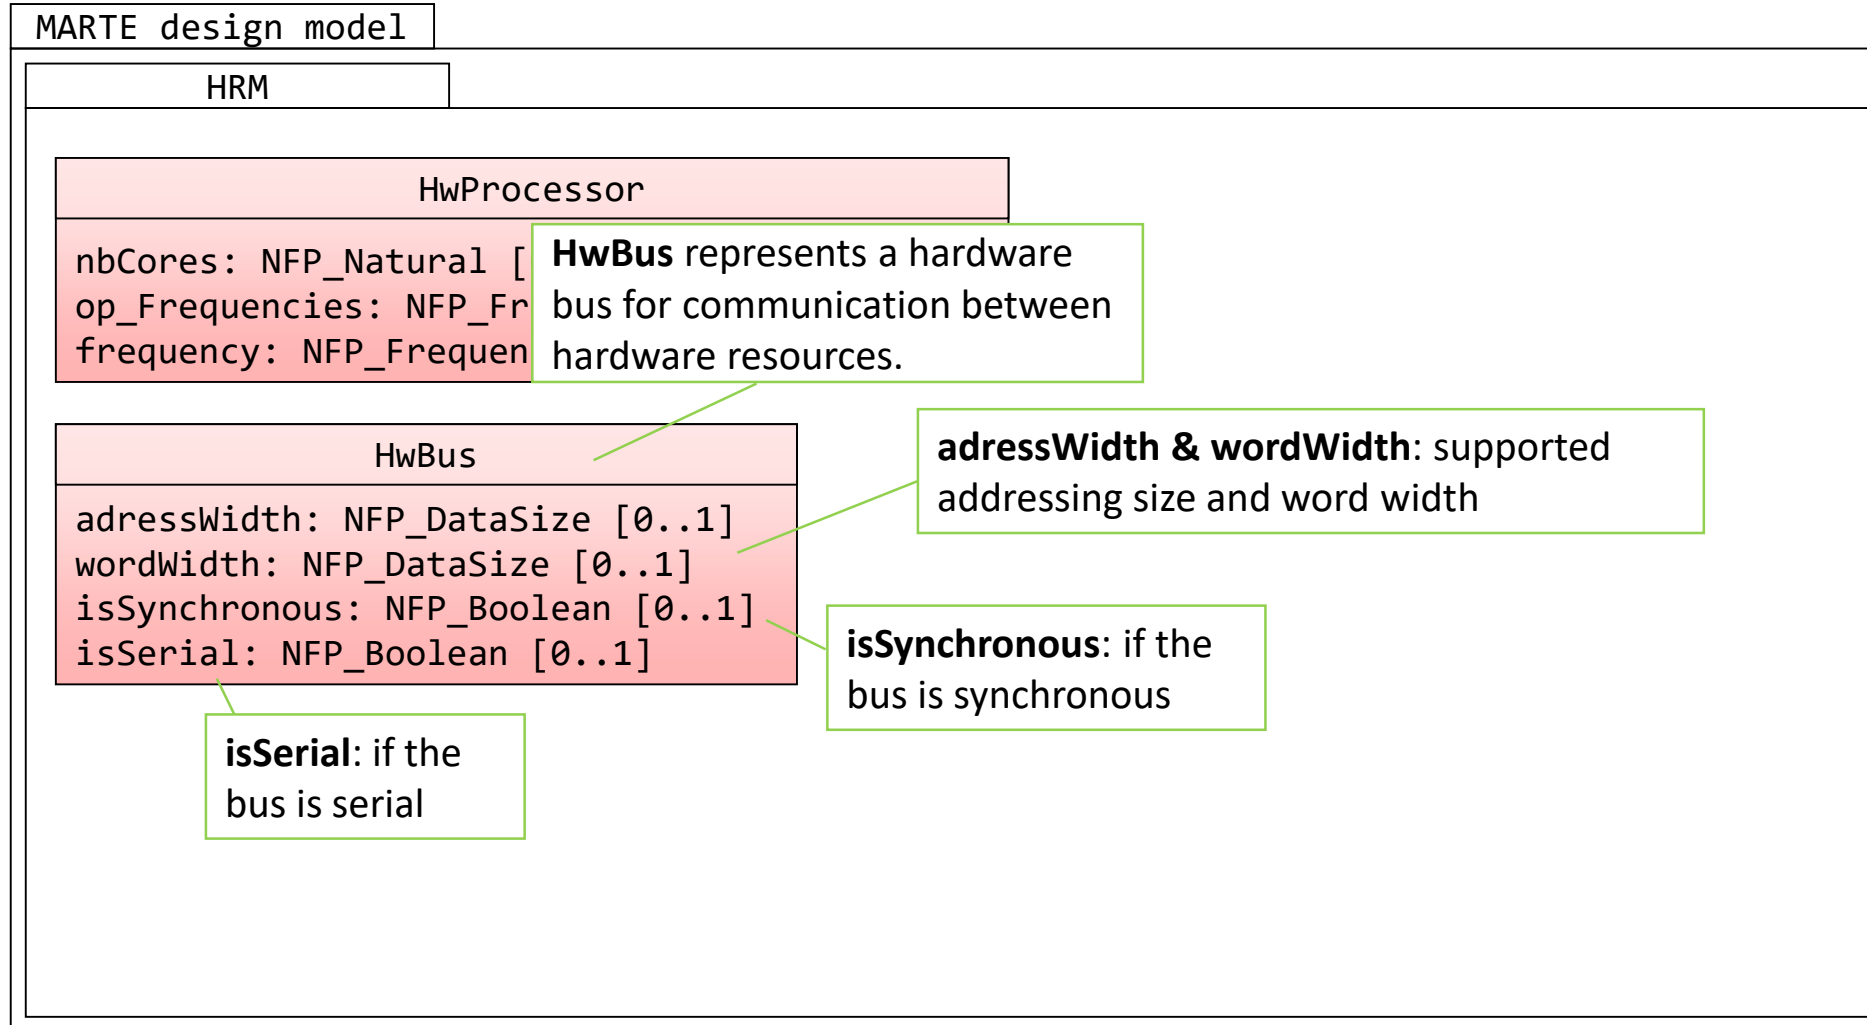 MARTE design model
HRM
HwProcessor
nbCores: NFP_Natural [
op_Frequencies: NFP_Fr
frequency: NFP_Frequen
HwBus represents a hardware
bus for communication between
hardware resources.
HwBus
adressWidth: NFP_DataSize [0..1]
wordWidth: NFP_DataSize [0..1]
isSynchronous: NFP_Boolean [0..1]
isSerial: NFP_Boolean [0..1]
adressWidth & wordWidth: supported
addressing size and word width
isSynchronous: if the
bus is synchronous
isSerial: if the
bus is serial